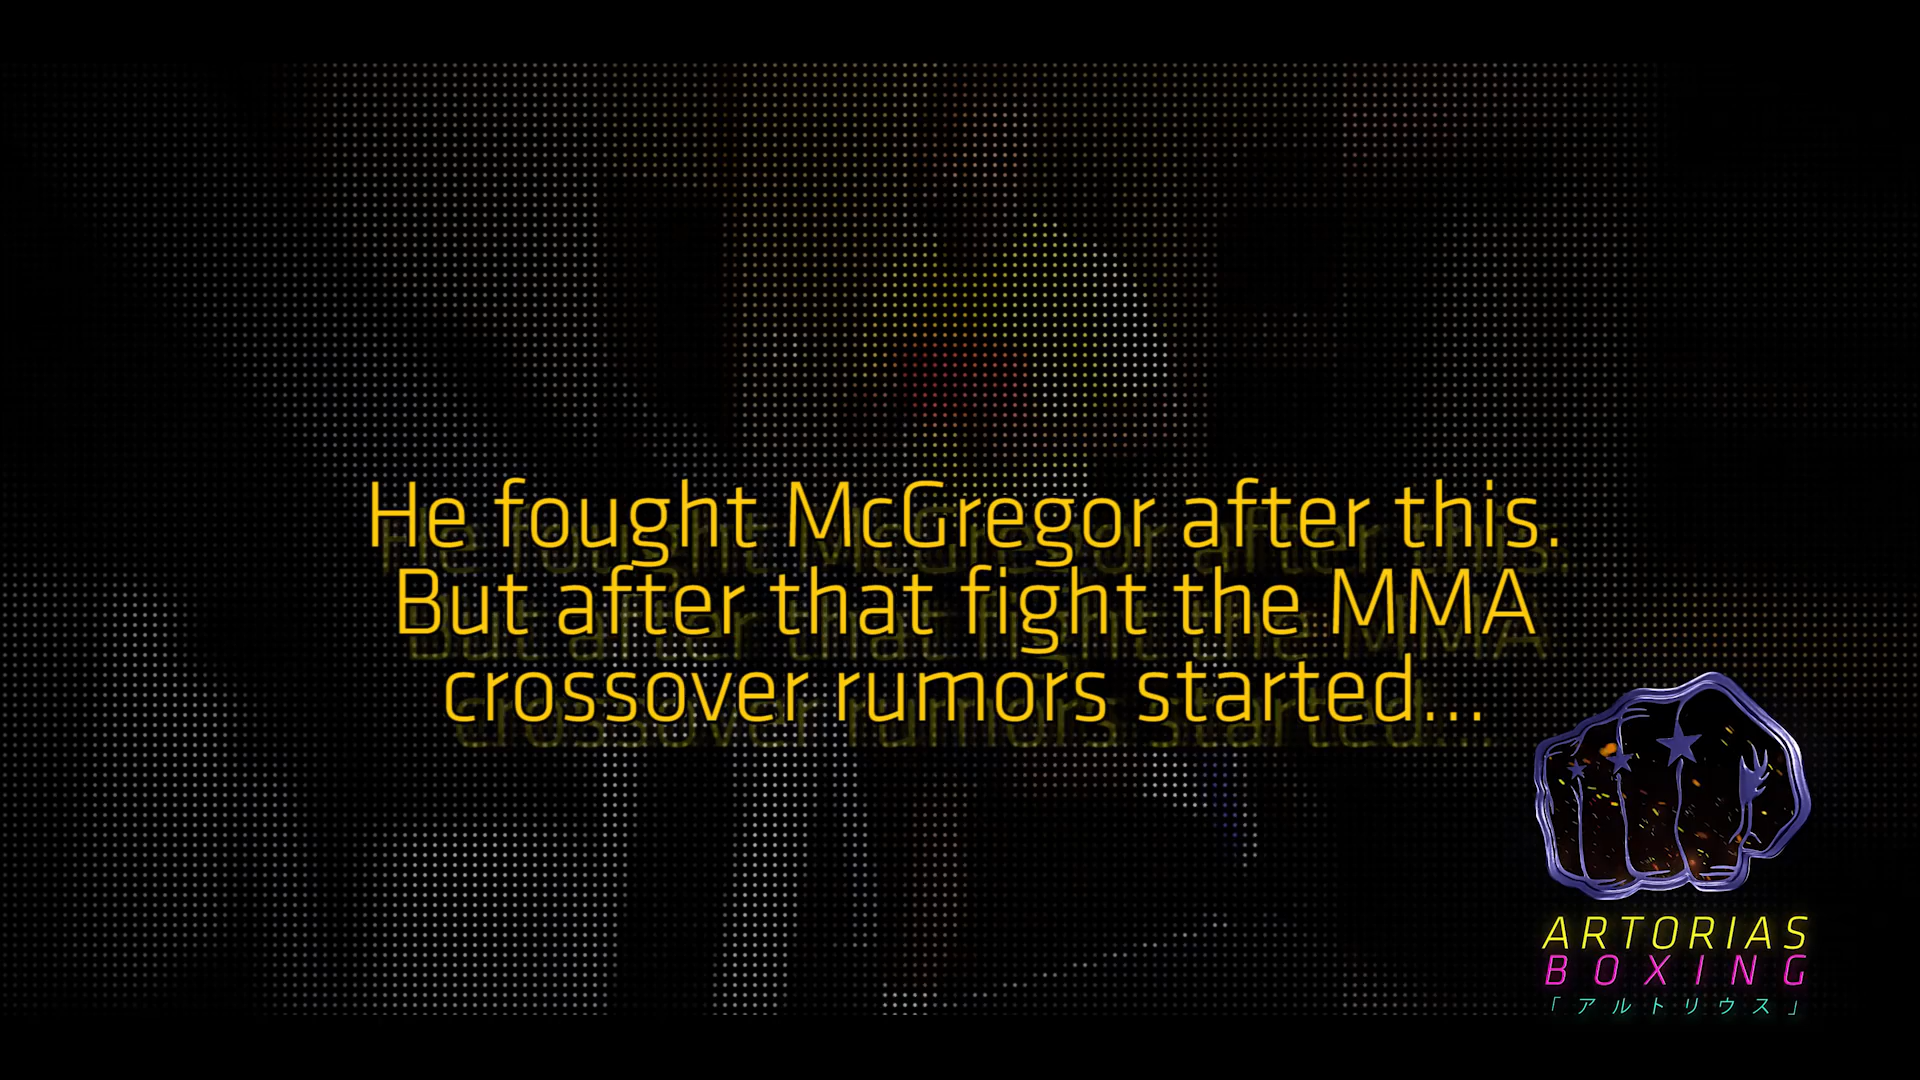 He fought McGregor after this.
But after that fight the MMA
crossover rumors started...
ARTORIAS
BOXING
「アルトリウス」